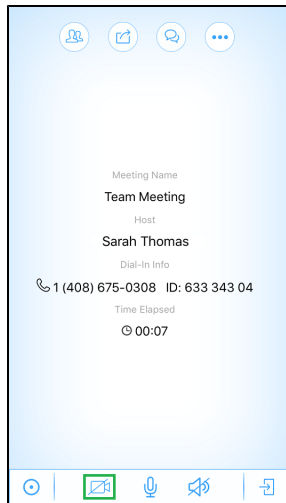 Meeting Name
Team Meeting
Host
Sarah Thomas
Dial-In Info
1 (408) 675-0308 ID: 633 343 04
Time Elapsed
00:07